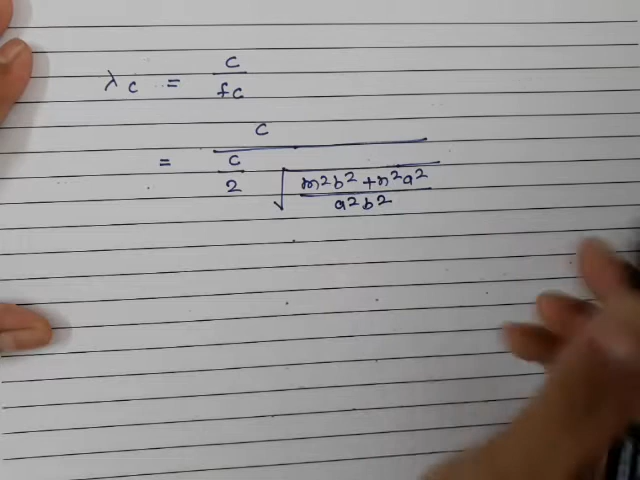 λc = c/fc
= c / (c/2 √((m²b² + n²a²)/(a²b²)))